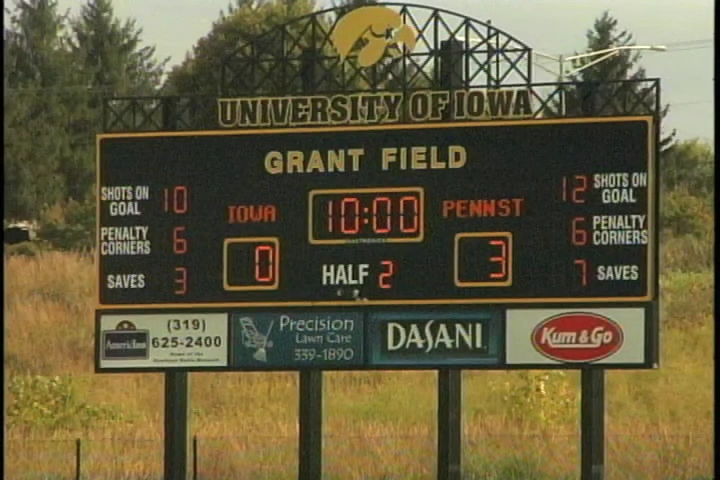 UNIVERSITY OF IOWA
GRANT FIELD
SHOTS ON GOAL 10
PENALTY CORNERS 6
SAVES 3
IOWA
0
10:00
HALF 2
PENNST
3
12 SHOTS ON GOAL
6 PENALTY CORNERS
7 SAVES
AmericInn
(319)
625-2400
Precision
Lawn Care
339-1890
DASANI
Kum & Go